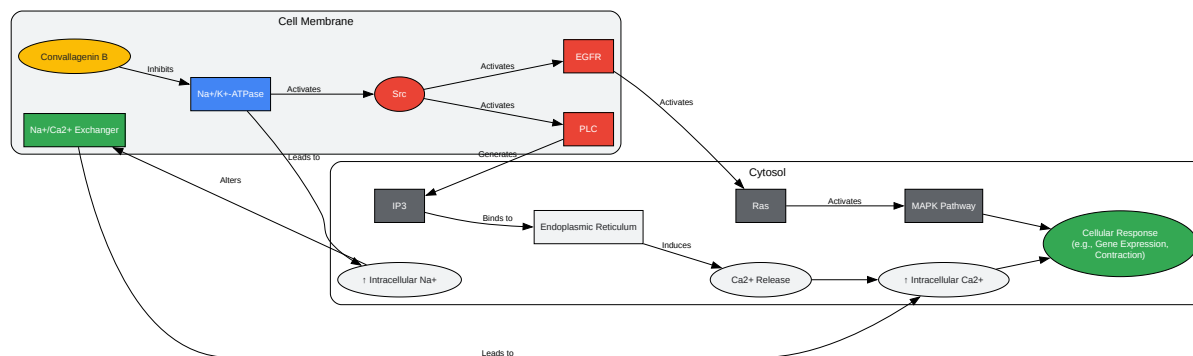 Cell Membrane
Convallagenin B
Inhibits
Na+/K+-ATPase
Activates
Src
Activates
EGFR
Activates
PLC
Na+/Ca2+ Exchanger
Activates
Generates
Leads to
Alters
Cytosol
IP3
Binds to
Endoplasmic Reticulum
Induces
Ras
Activates
MAPK Pathway
Cellular Response
(e.g., Gene Expression,
Contraction)
↑ Intracellular Na+
Ca2+ Release
↑ Intracellular Ca2+
Leads to